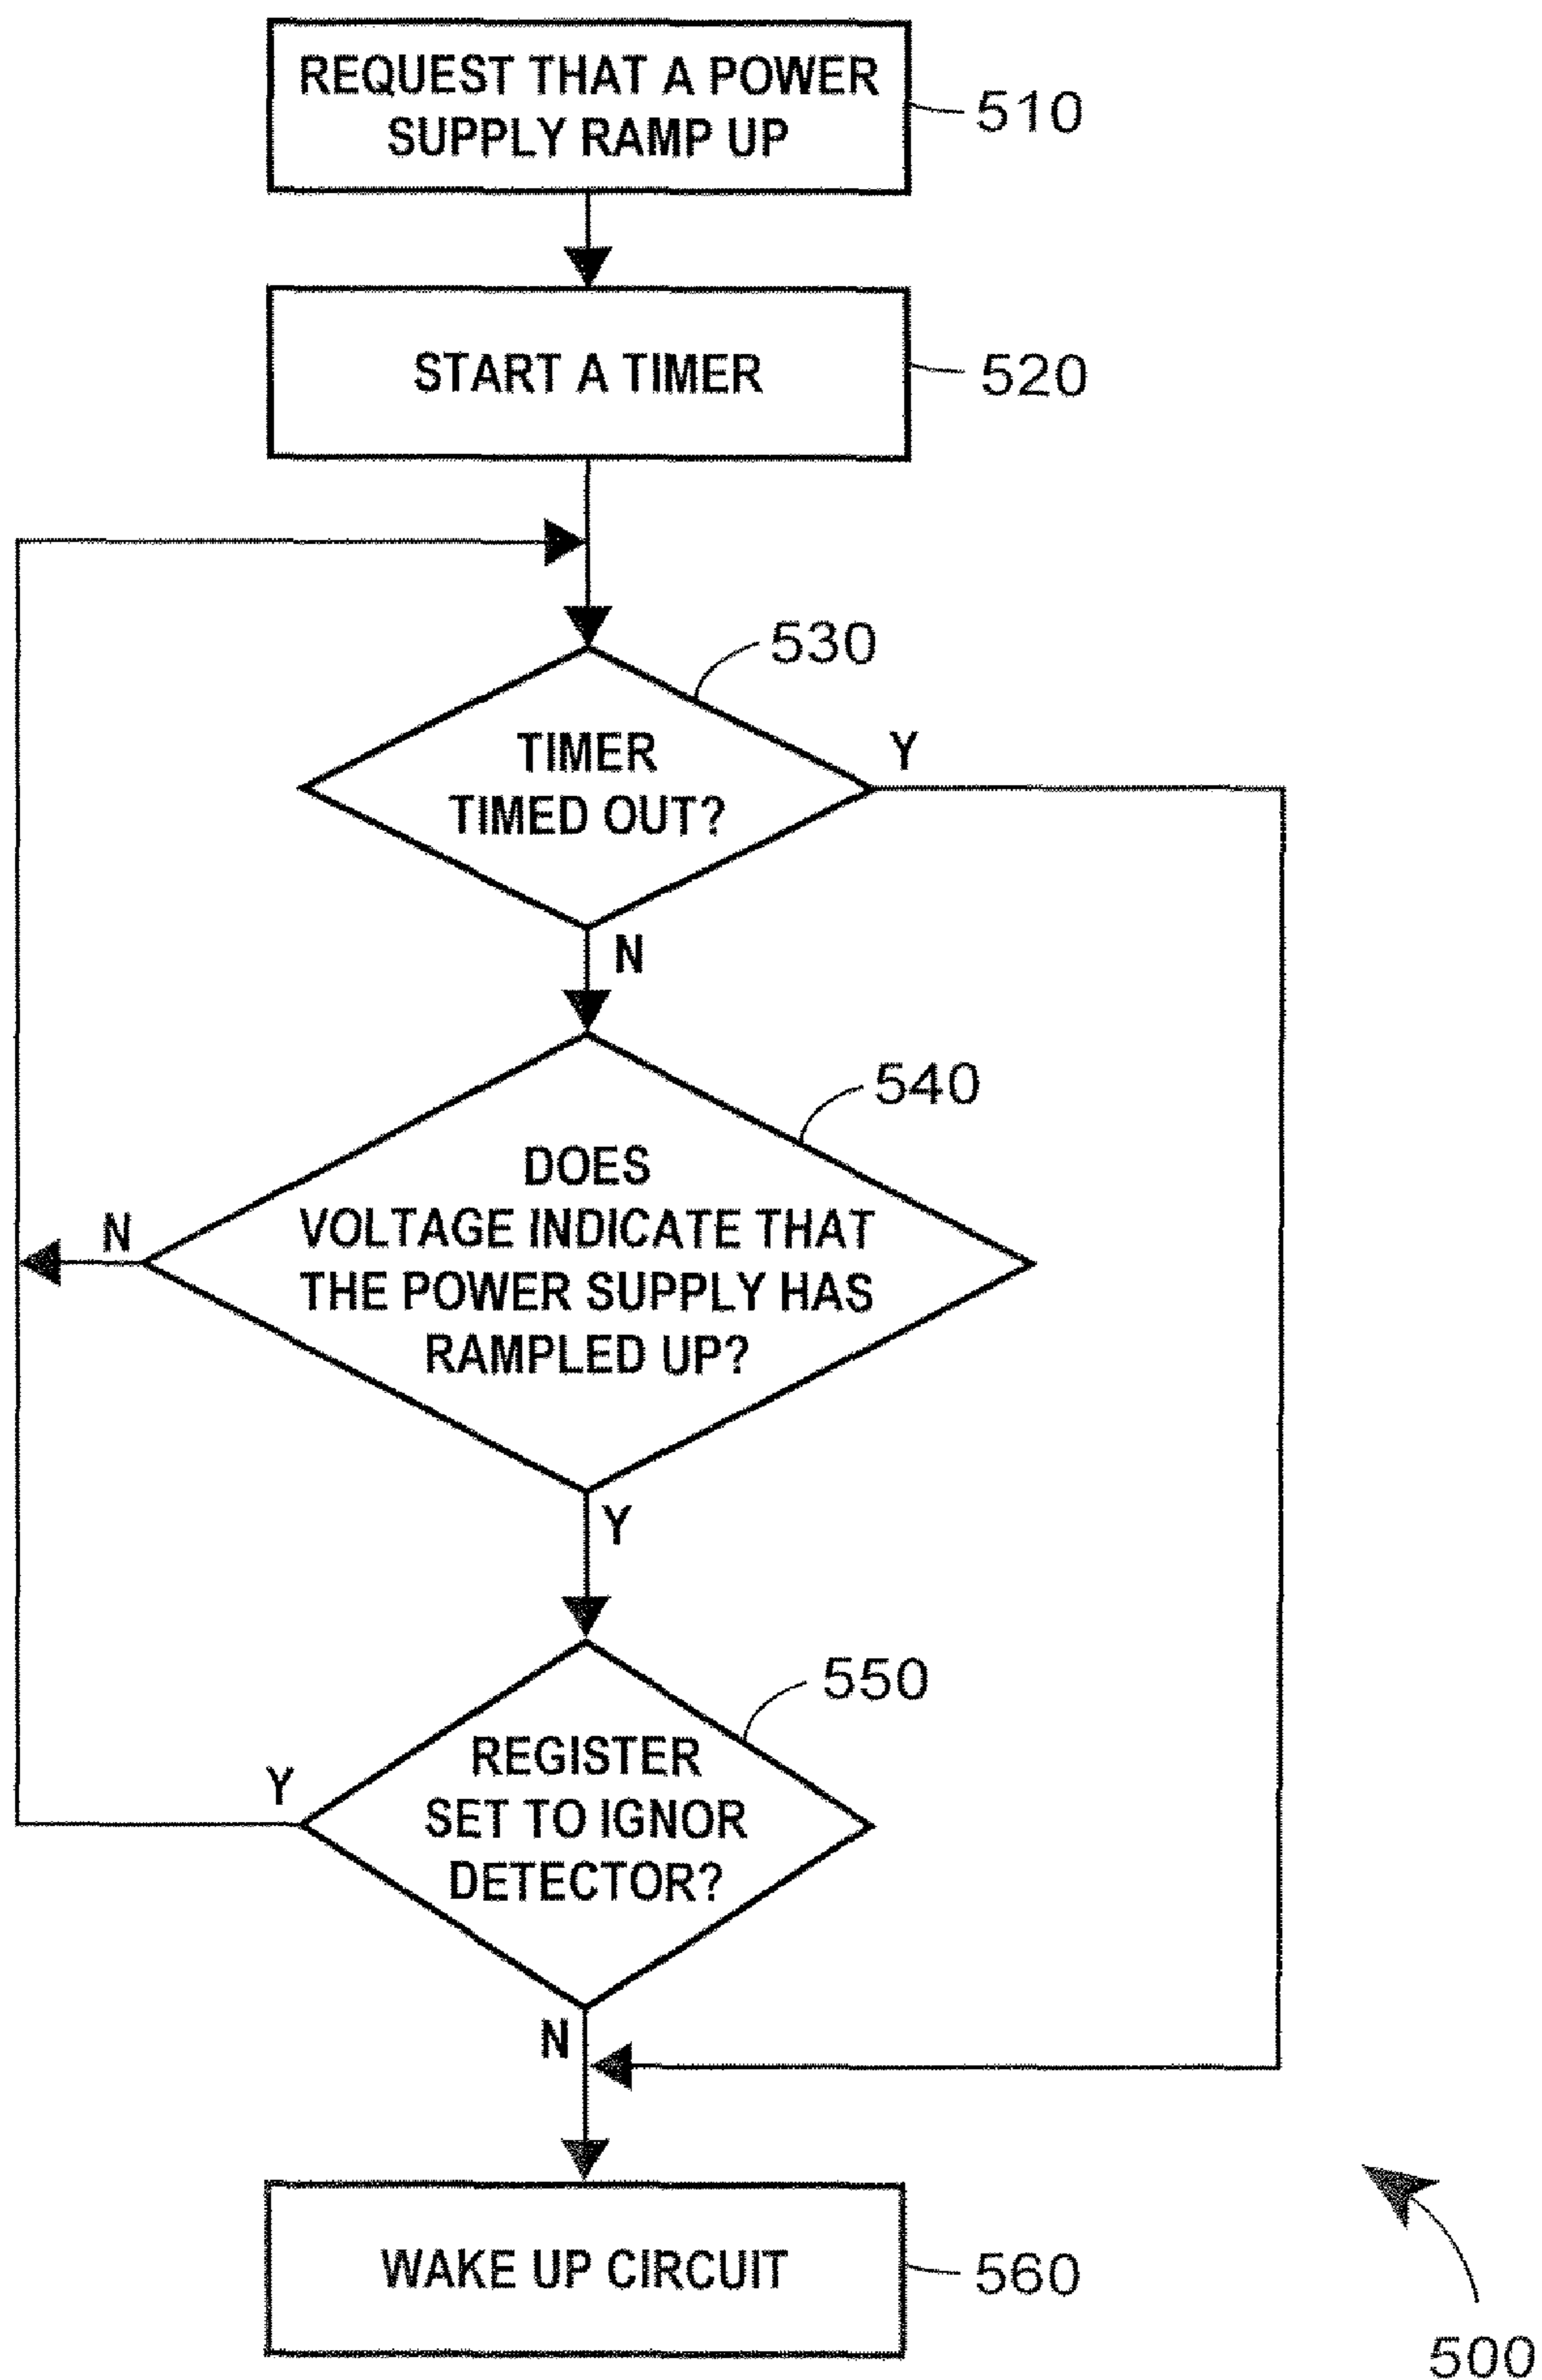 REQUEST THAT A POWER
SUPPLY RAMP UP
510
START A TIMER
520
530
TIMER
TIMED OUT?
Y
N
540
DOES
VOLTAGE INDICATE THAT
THE POWER SUPPLY HAS
RAMPLED UP?
N
Y
550
REGISTER
SET TO IGNOR
DETECTOR?
Y
N
WAKE UP CIRCUIT
560
500